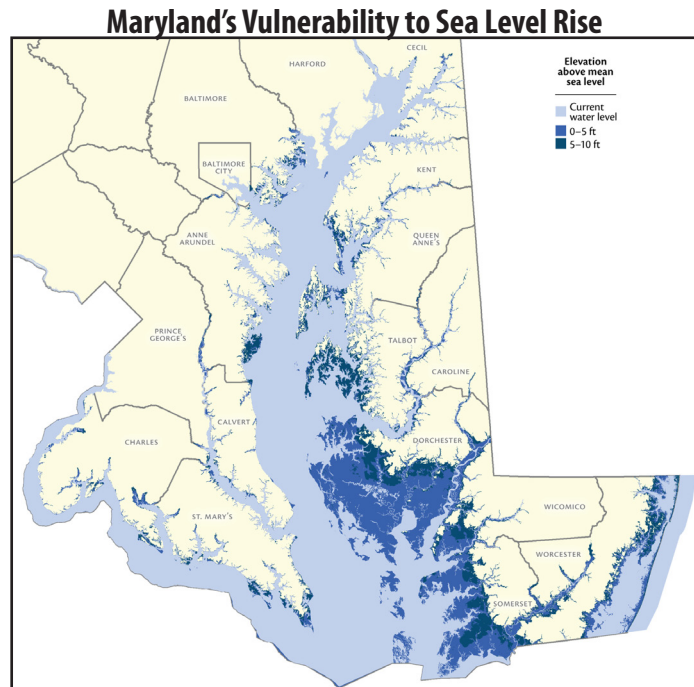 Maryland's Vulnerability to Sea Level Rise
CECIL
HARFORD
Elevation
above mean
sea level
Current
water level
0–5 ft
5–10 ft
BALTIMORE
BALTIMORE
CITY
KENT
ANNE
ARUNDEL
QUEEN
ANNE'S
PRINCE
GEORGE'S
TALBOT
CAROLINE
CALVERT
DORCHESTER
CHARLES
ST. MARY'S
WICOMICO
WORCESTER
SOMERSET